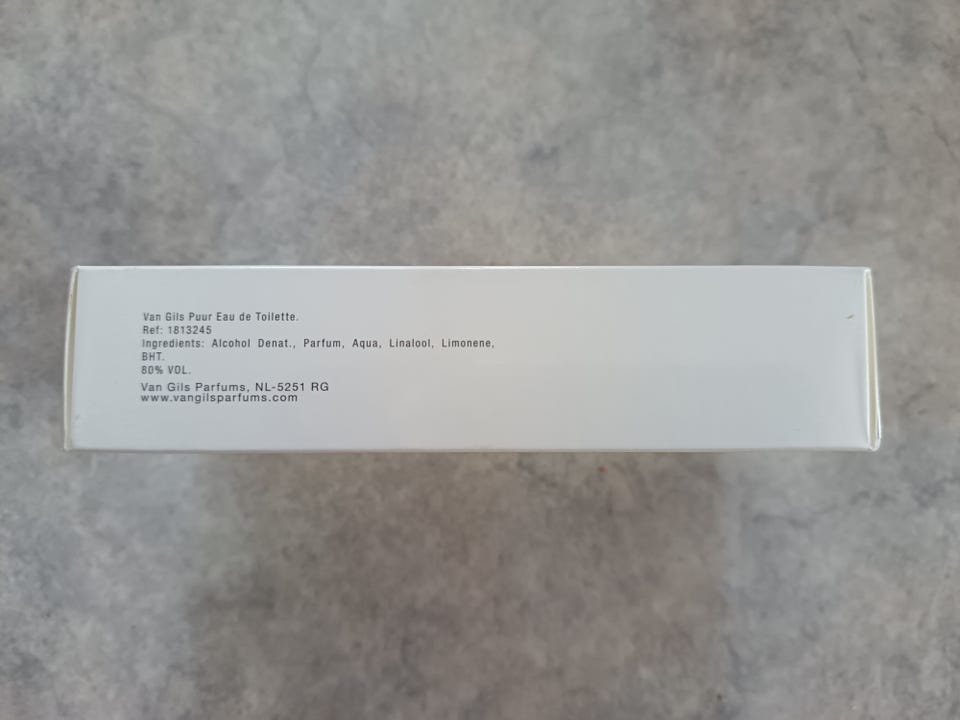 Van Gils Puur Eau de Toilette.
Ref: 1813245
Ingredients: Alcohol Denat., Parfum, Aqua, Linalool, Limonene,
BHT.
80% VOL.
Van Gils Parfums, NL-5251 RG
www.vangilsparfums.com